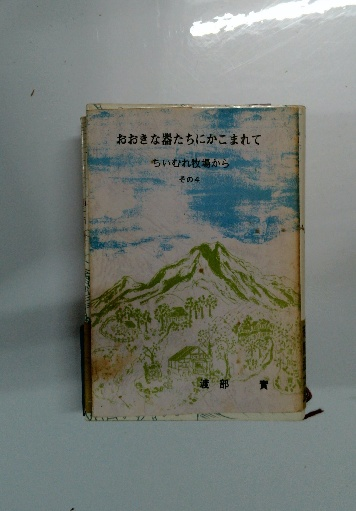 おおきな器たちにかこまれて
ちいむれ牧場から
その4
渡部 實